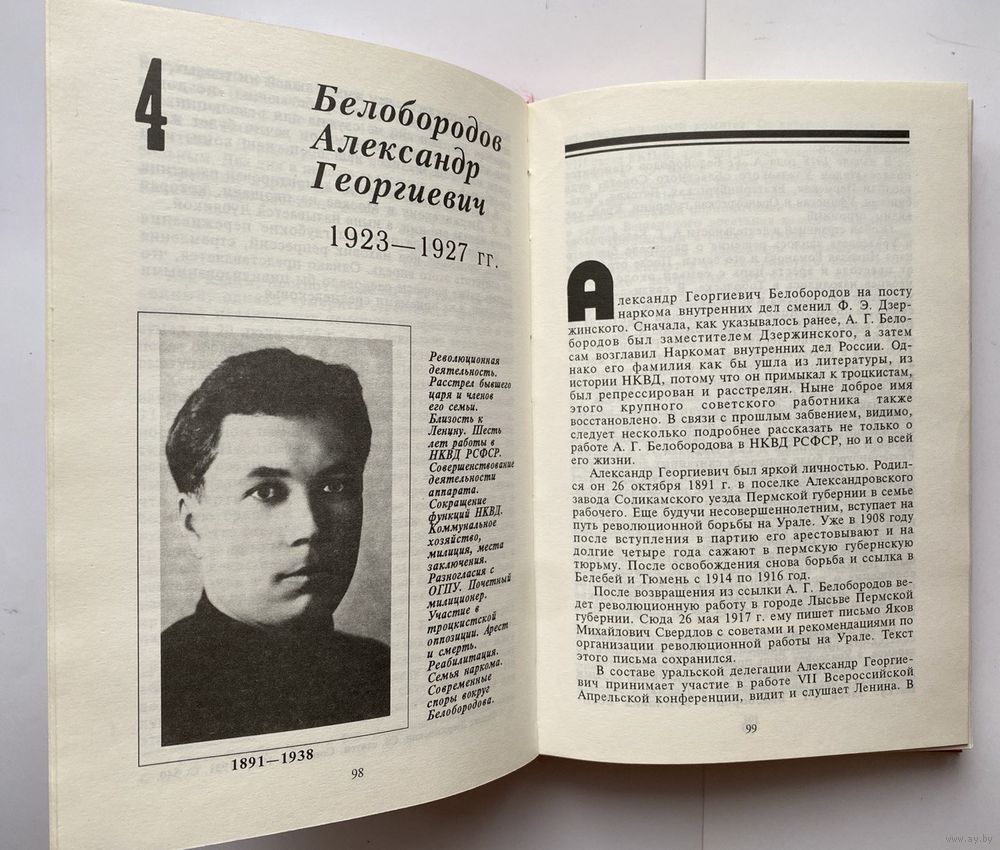 4
Белобородов
Александр
Георгиевич
1923—1927 гг.
Революционная
деятельность.
Расстрел бывшего
царя и членов
его семьи.
Близость к
Ленину. Шесть
лет работы в
НКВД РСФСР.
Совершенствование
деятельности
аппарата.
Сокращение
функций НКВД.
Коммунальное
хозяйство,
милиция, места
заключения.
Разногласия с
ОГПУ. Почетный
милиционер.
Участие в
троцкистской
оппозиции. Арест
и смерть.
Реабилитация.
Семья наркома.
Современные
споры вокруг
Белобородова.
1891—1938
98
Александр Георгиевич Белобородов на посту
наркома внутренних дел сменил Ф. Э. Дзер-
жинского. Сначала, как указывалось ранее, А. Г. Бело-
бородов был заместителем Дзержинского, а затем
сам возглавил Наркомат внутренних дел России. Од-
нако его фамилия как бы ушла из литературы, из
истории НКВД, потому что он примыкал к троцкистам,
был репрессирован и расстрелян. Ныне доброе имя
этого крупного советского работника также
восстановлено. В связи с прошлым забвением, видимо,
следует несколько подробнее рассказать не только о
работе А. Г. Белобородова в НКВД РСФСР, но и о всей
его жизни.
Александр Георгиевич был яркой личностью. Родил-
ся он 26 октября 1891 г. в поселке Александровского
завода Соликамского уезда Пермской губернии в семье
рабочего. Еще будучи несовершеннолетним, вступает на
путь революционной борьбы на Урале. Уже в 1908 году
после вступления в партию его арестовывают и на
долгие четыре года сажают в пермскую губернскую
тюрьму. После освобождения снова борьба и ссылка в
Белебей и Тюмень с 1914 по 1916 год.
После возвращения из ссылки А. Г. Белобородов ве-
дет революционную работу в городе Лысьве Пермской
губернии. Сюда 26 мая 1917 г. ему пишет письмо Яков
Михайлович Свердлов с советами и рекомендациями по
организации революционной работы на Урале. Текст
этого письма сохранился.
В составе уральской делегации Александр Георгие-
вич принимает участие в работе VII Всероссийской
Апрельской конференции, видит и слушает Ленина. В
99
www.ay.by